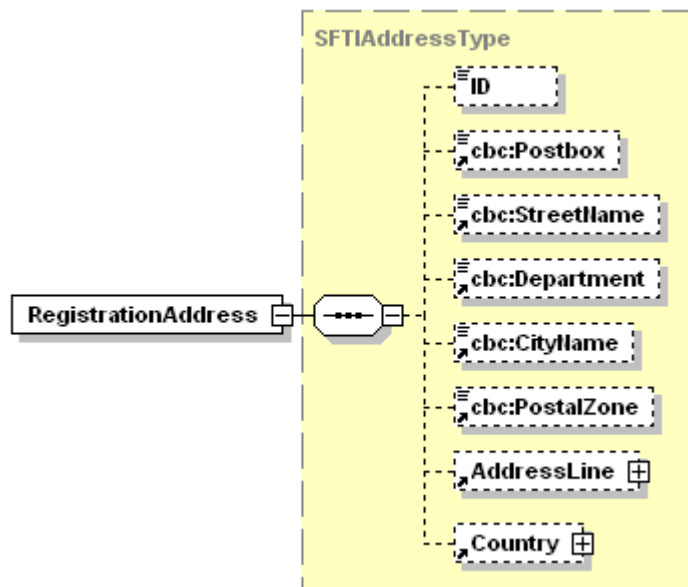 SFTIAddressType
ID
cbc:Postbox
cbc:StreetName
cbc:Department
RegistrationAddress
cbc:CityName
cbc:PostalZone
AddressLine
Country